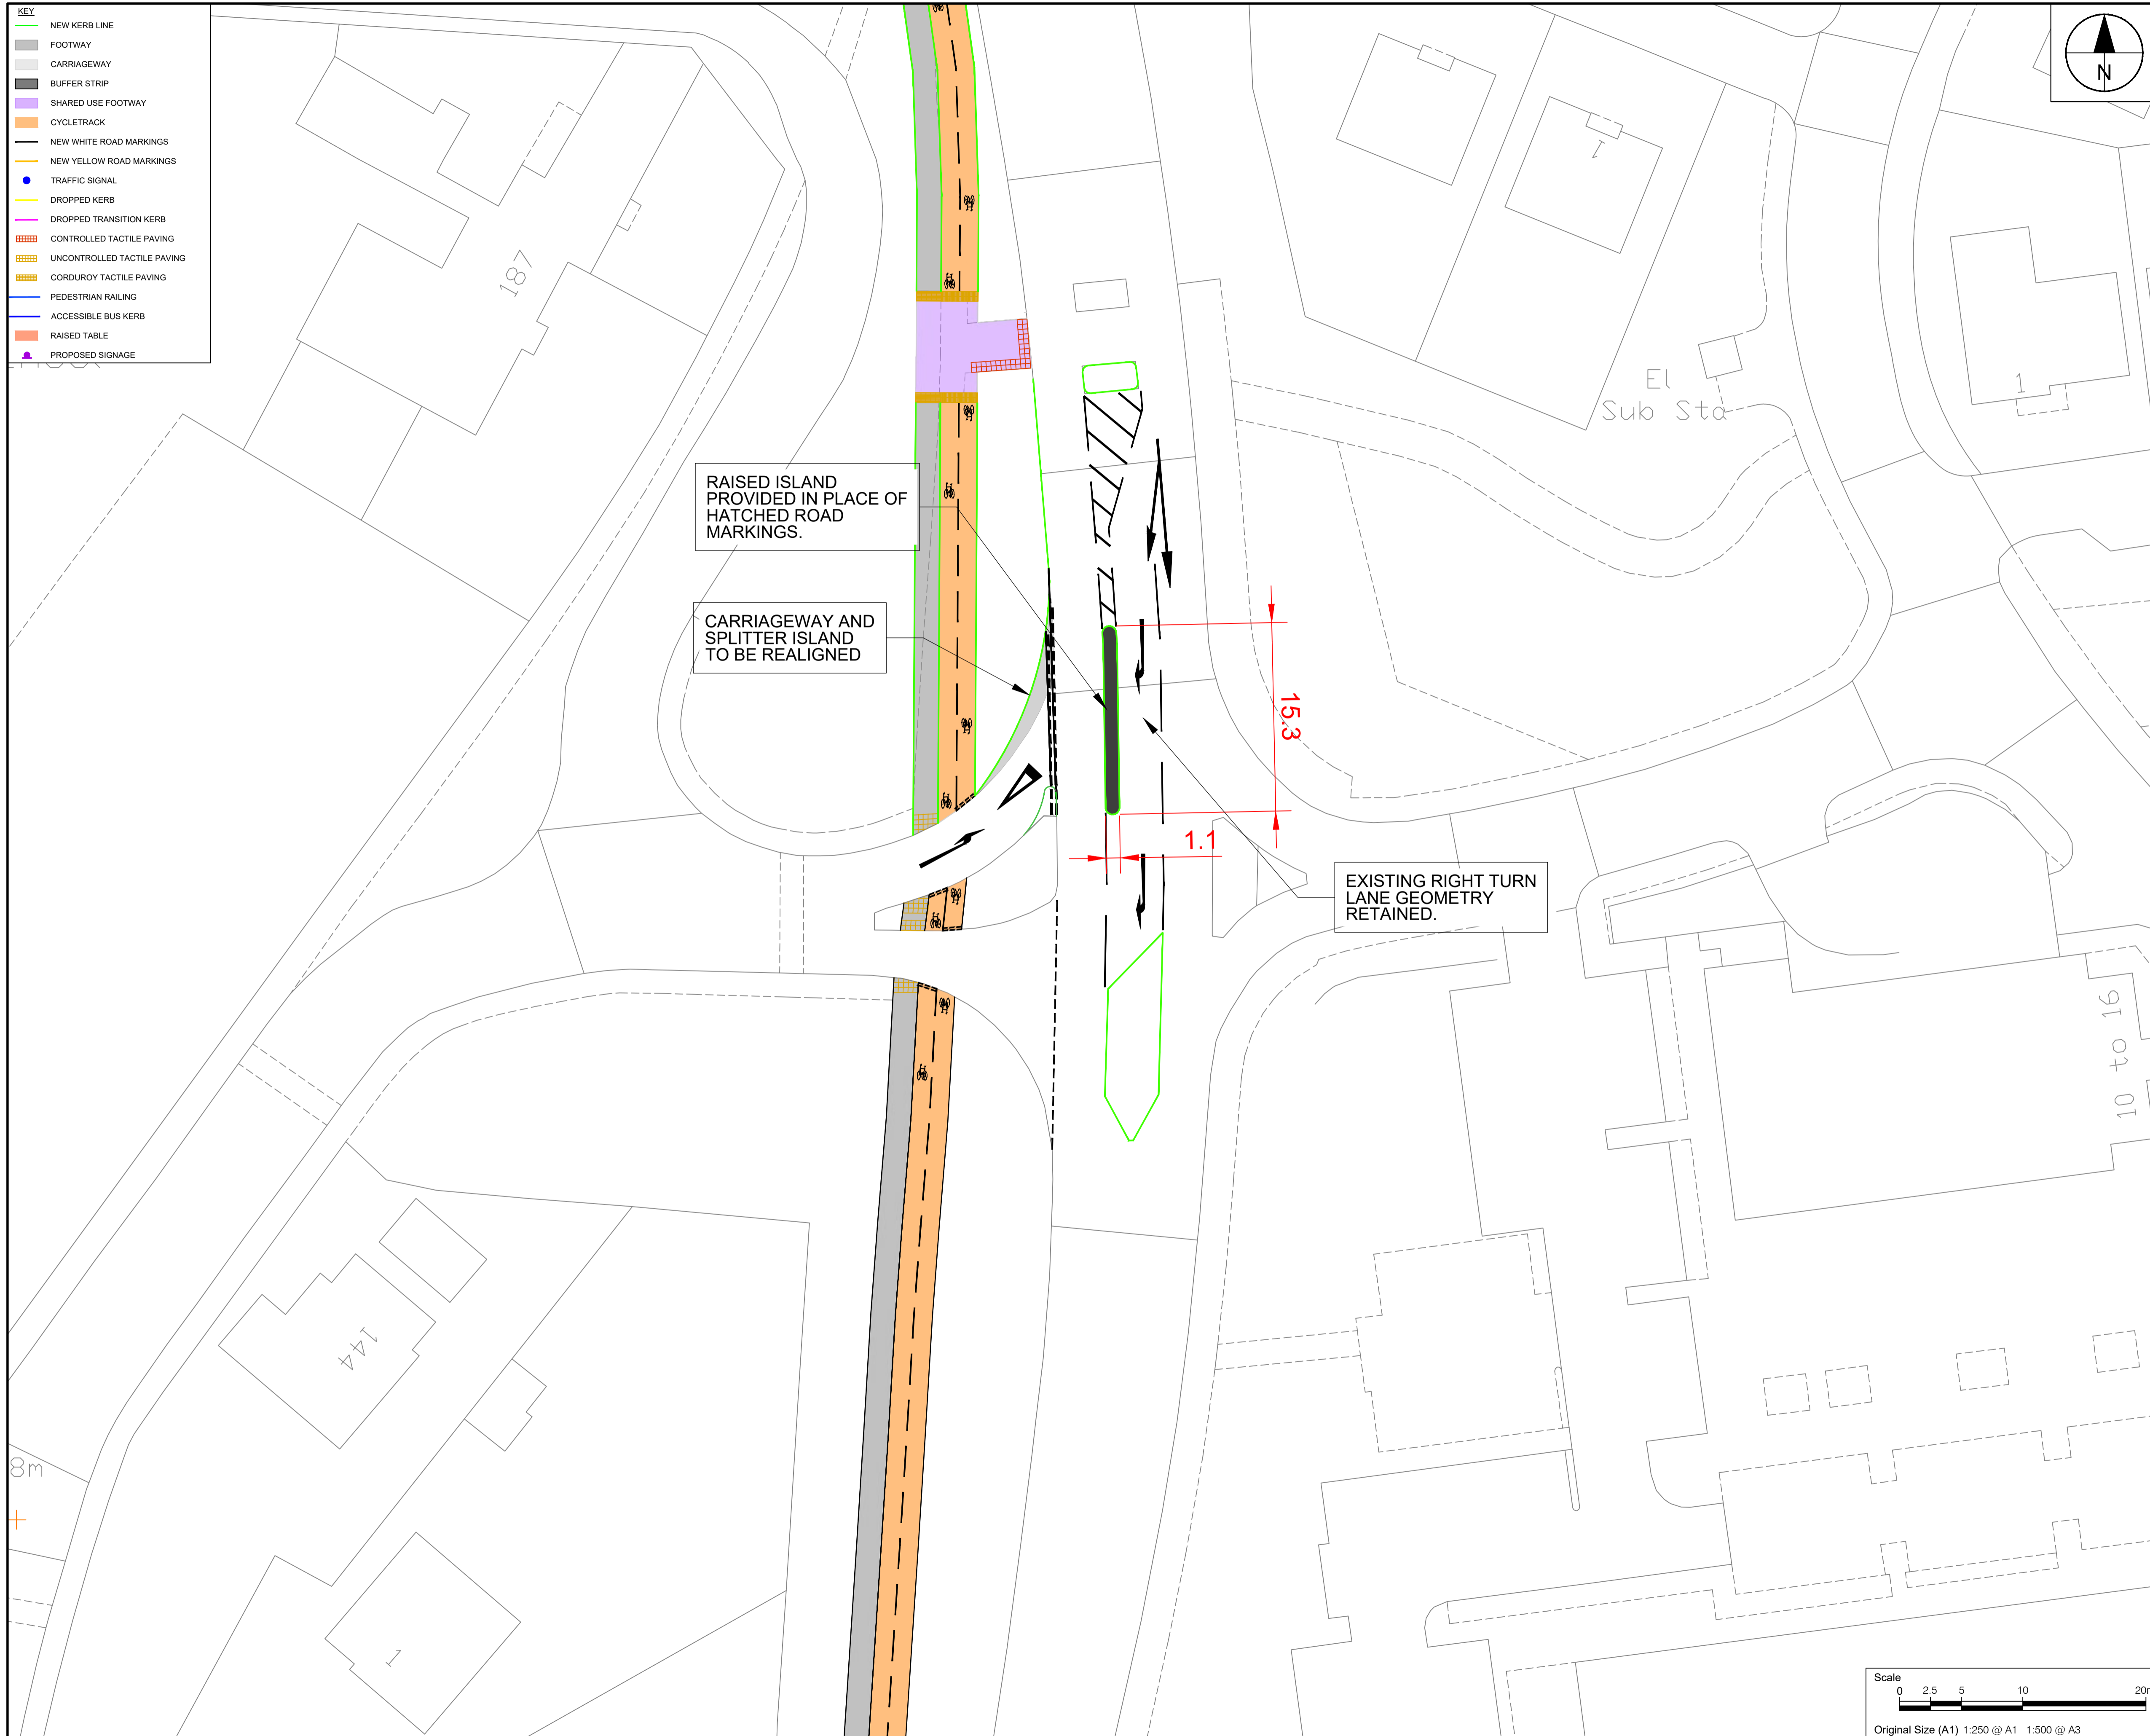 KEY
NEW KERB LINE
FOOTWAY
CARRIAGEWAY
BUFFER STRIP
SHARED USE FOOTWAY
CYCLETRACK
NEW WHITE ROAD MARKINGS
NEW YELLOW ROAD MARKINGS
TRAFFIC SIGNAL
DROPPED KERB
DROPPED TRANSITION KERB
CONTROLLED TACTILE PAVING
UNCONTROLLED TACTILE PAVING
CORDUROY TACTILE PAVING
PEDESTRIAN RAILING
ACCESSIBLE BUS KERB
RAISED TABLE
PROPOSED SIGNAGE
N
187
1
El
Sub Sta
1
RAISED ISLAND
PROVIDED IN PLACE OF
HATCHED ROAD
MARKINGS.
CARRIAGEWAY AND
SPLITTER ISLAND
TO BE REALIGNED
15.3
1.1
EXISTING RIGHT TURN
LANE GEOMETRY
RETAINED.
10 to 16
144
8m
1
Scale
0 2.5 5 10 20m
Original Size (A1) 1:250 @ A1 1:500 @ A3